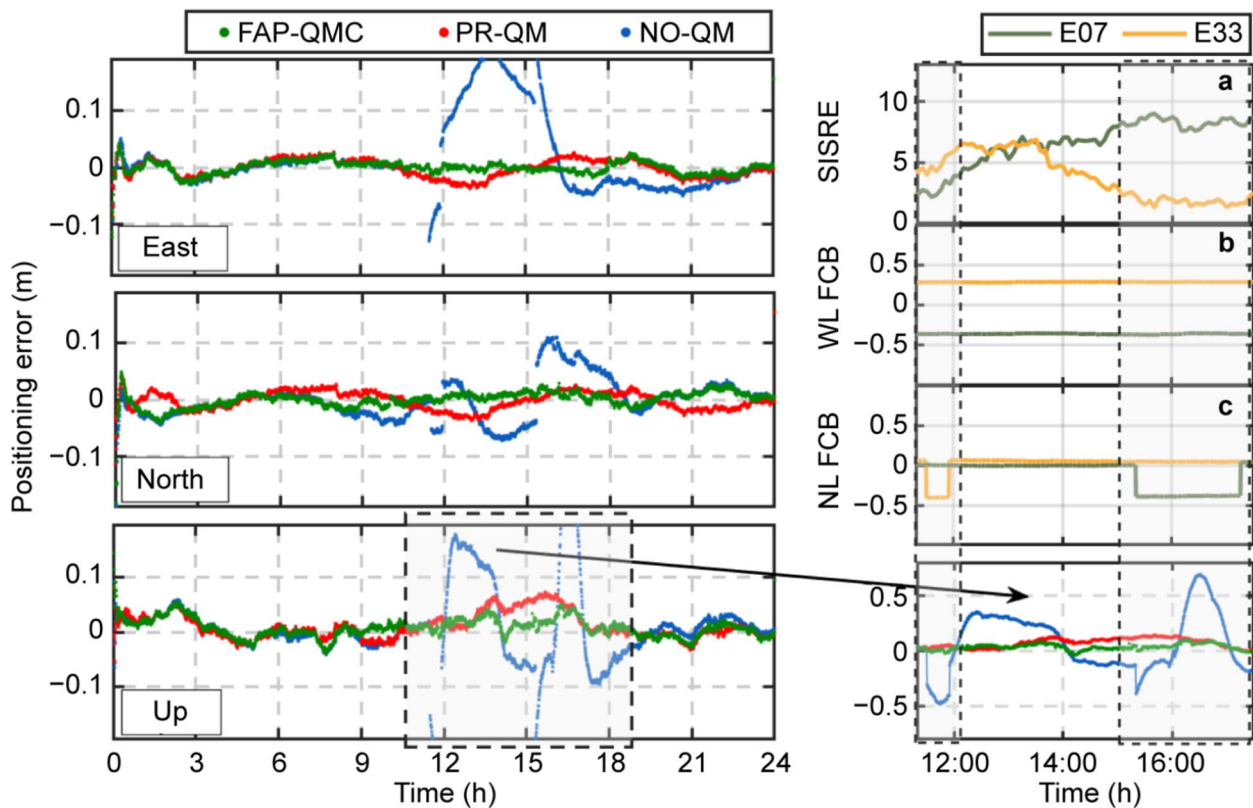 FAP-QMC PR-QM NO-QM
E07 E33
Positioning error (m)
0.1
0
−0.1
East
0.1
0
−0.1
North
0.1
0
−0.1
Up
0 3 6 9 12 15 18 21 24
Time (h)
SISRE
10
5
0
a
WL FCB
0.5
0
−0.5
b
NL FCB
0.5
0
−0.5
c
0.5
0
−0.5
12:00 14:00 16:00
Time (h)